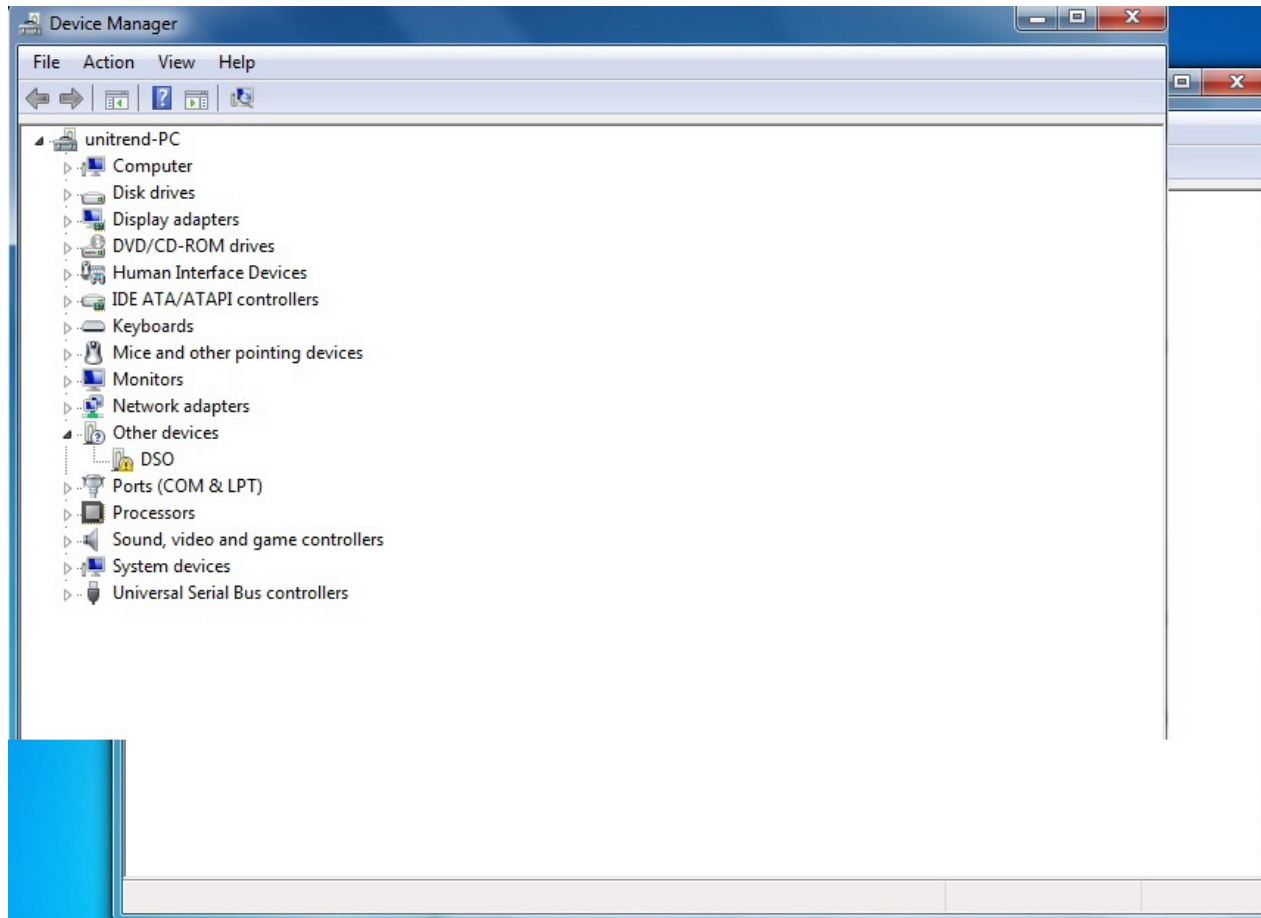 Device Manager
File Action View Help
unitrend-PC
Computer
Disk drives
Display adapters
DVD/CD-ROM drives
Human Interface Devices
IDE ATA/ATAPI controllers
Keyboards
Mice and other pointing devices
Monitors
Network adapters
Other devices
DSO
Ports (COM & LPT)
Processors
Sound, video and game controllers
System devices
Universal Serial Bus controllers